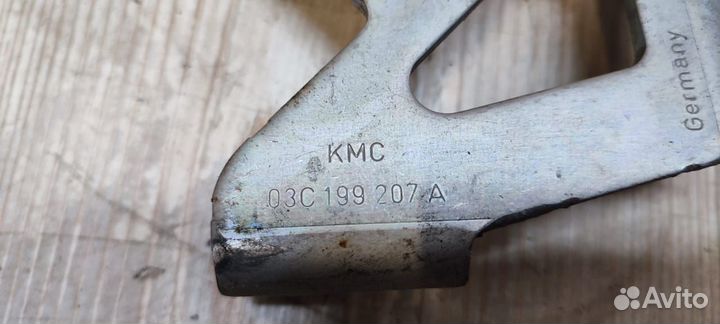 KMC
03C 199 207 A
Germany
Avito